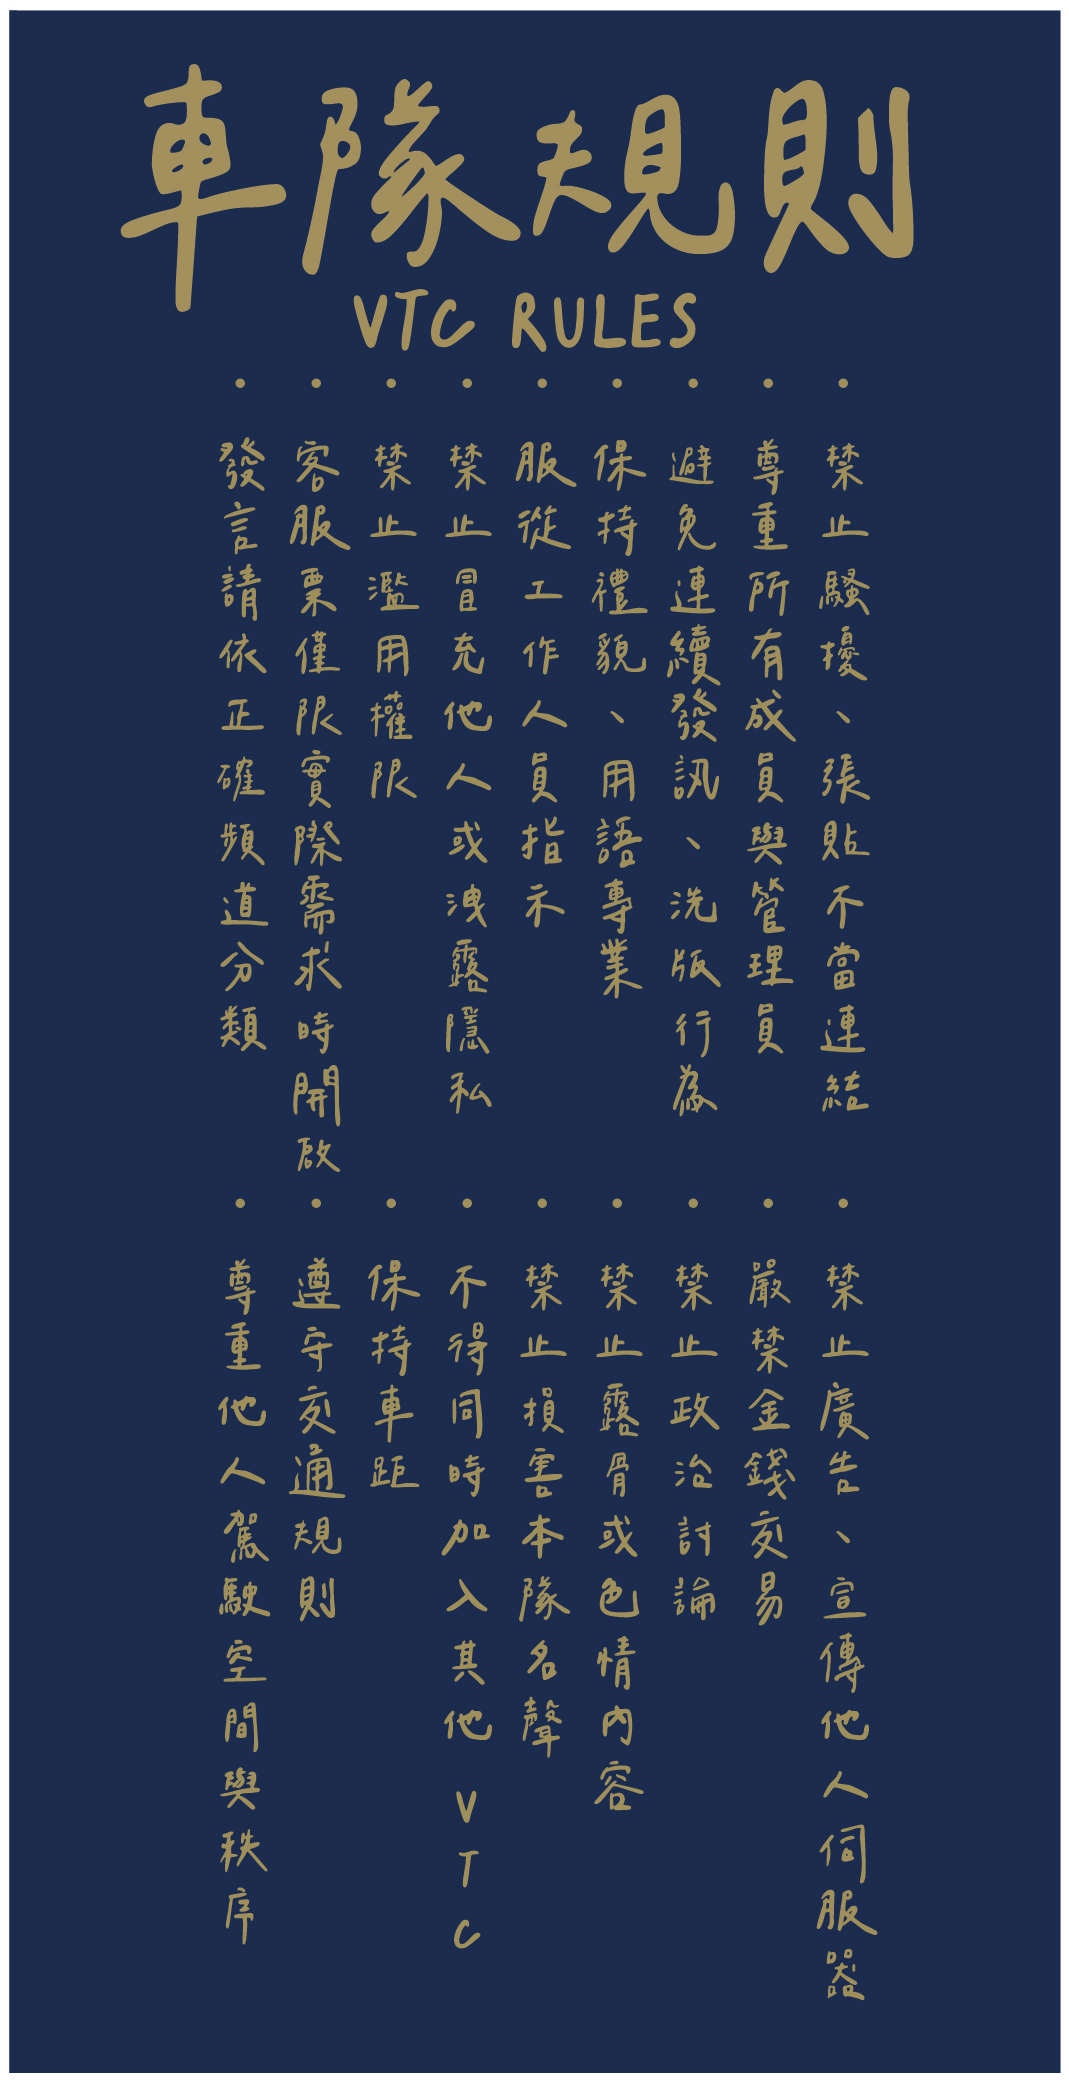 車隊規則
VTC RULES
• 禁止騷擾、張貼不當連結
• 尊重所有成員與管理員
• 避免連續發訊、洗版行為
• 保持禮貌、用語專業
• 服從工作人員指示
• 禁止冒充他人或洩露隱私
• 禁止濫用權限
• 客服票僅限實際需求時開啟
• 發言請依正確頻道分類
• 禁止廣告、宣傳他人伺服器
• 嚴禁金錢交易
• 禁止政治討論
• 禁止露骨或色情內容
• 禁止損害本隊名聲
• 不得同時加入其他VTC
• 保持車距
• 遵守交通規則
• 尊重他人駕駛空間與秩序